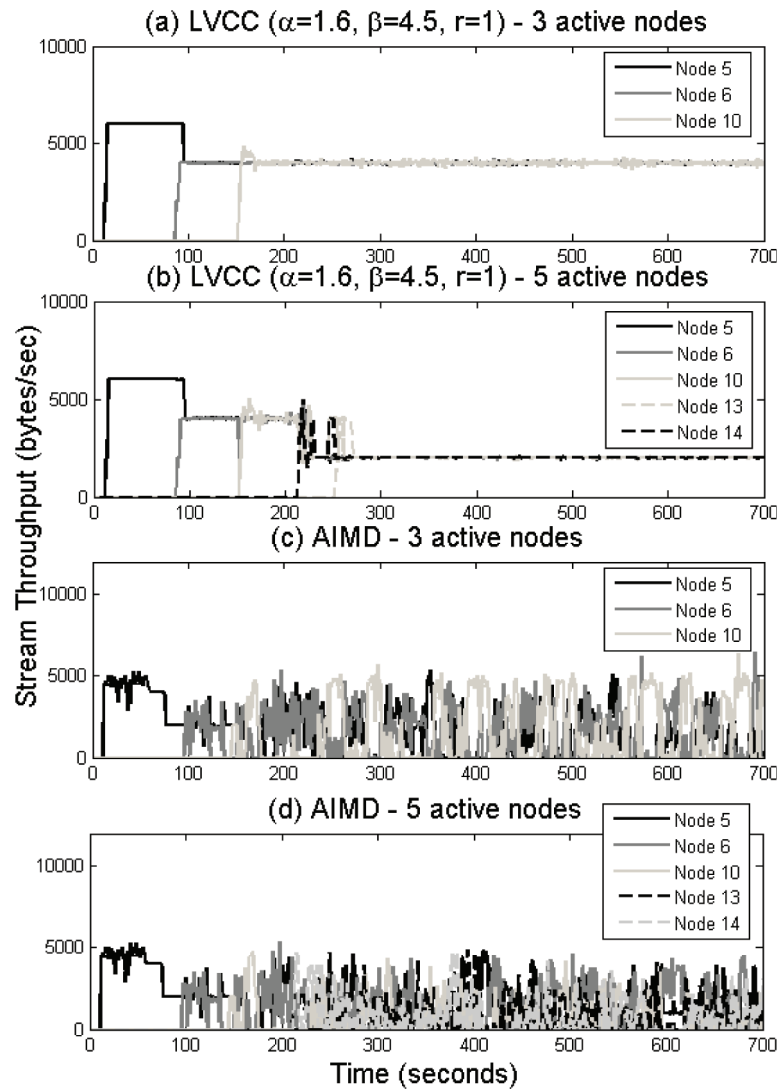 (a) LVCC (α=1.6, β=4.5, r=1) - 3 active nodes
10000
5000
0
Node 5
Node 6
Node 10
0 100 200 300 400 500 600 700
(b) LVCC (α=1.6, β=4.5, r=1) - 5 active nodes
10000
5000
0
Node 5
Node 6
Node 10
Node 13
Node 14
0 100 200 300 400 500 600 700
(c) AIMD - 3 active nodes
10000
5000
0
Node 5
Node 6
Node 10
0 100 200 300 400 500 600 700
(d) AIMD - 5 active nodes
10000
5000
0
Node 5
Node 6
Node 10
Node 13
Node 14
0 100 200 300 400 500 600 700
Time (seconds)
Stream Throughput (bytes/sec)